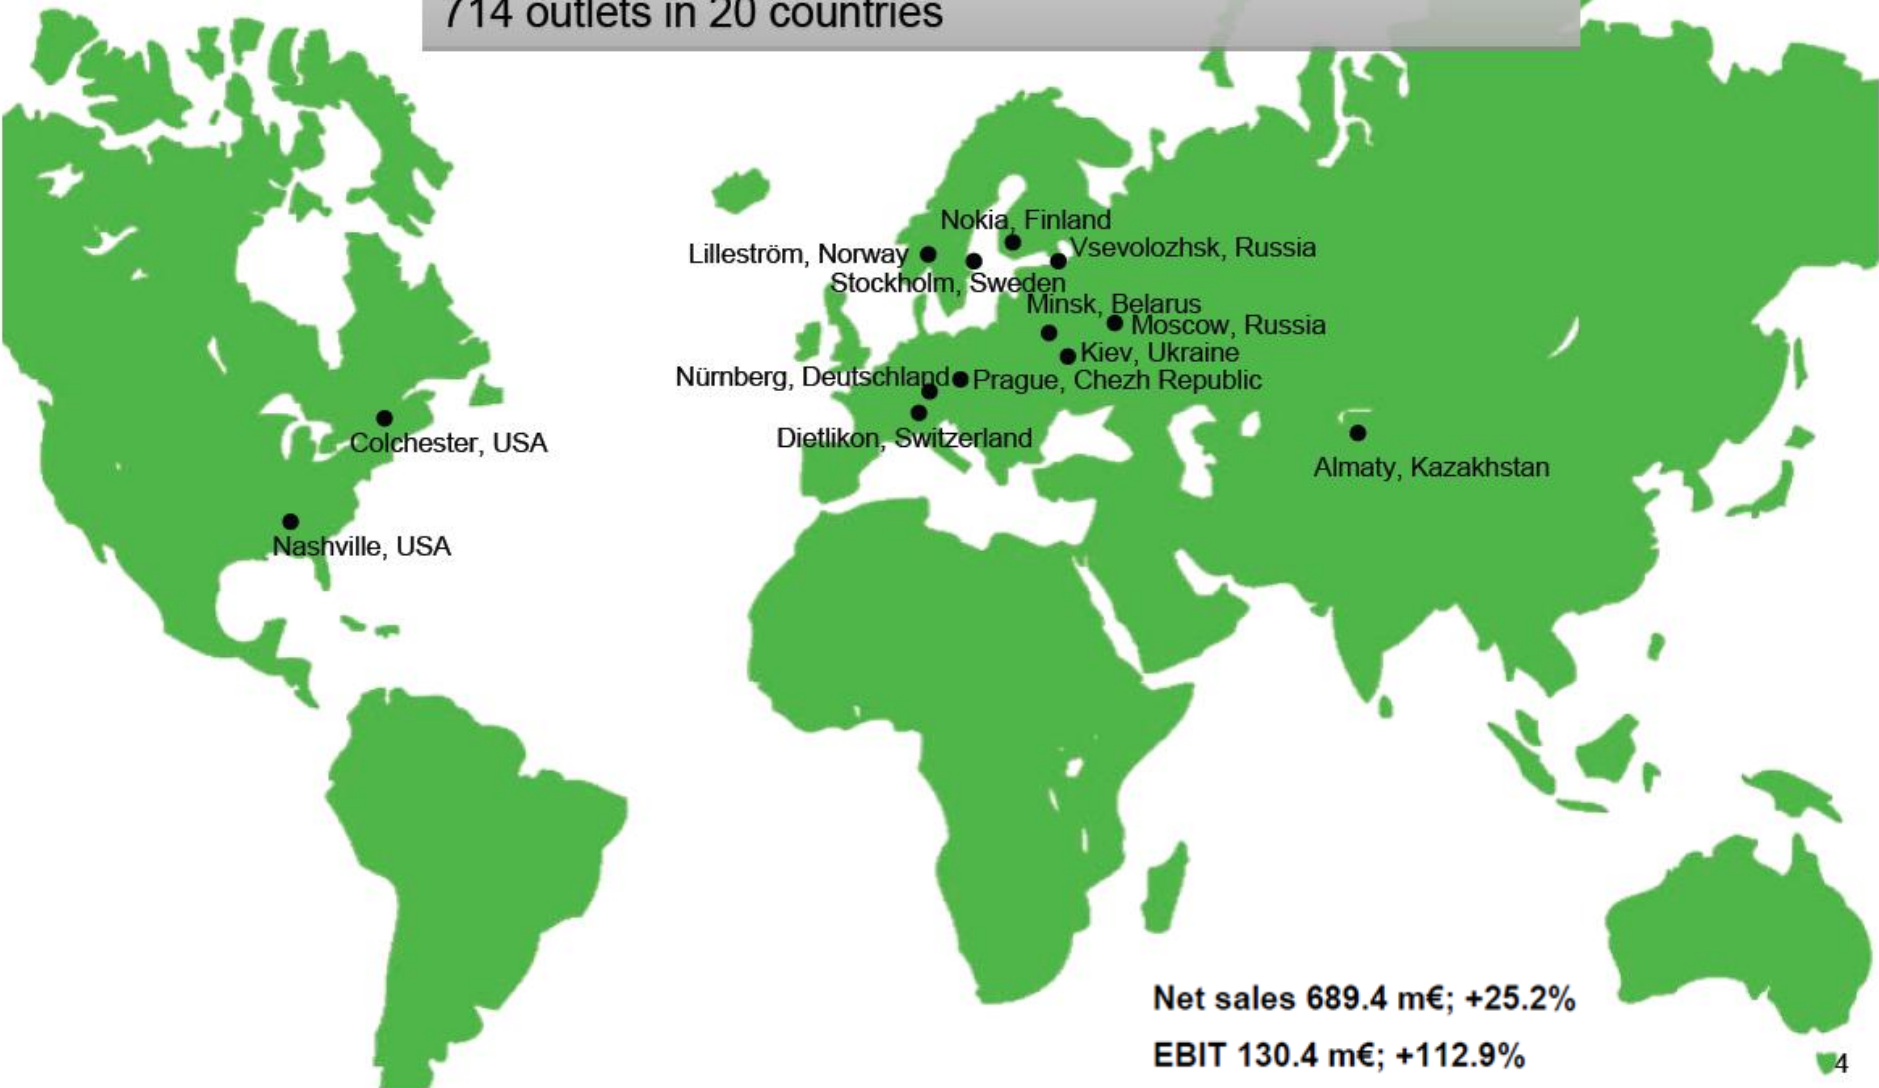 714 outlets in 20 countries
Nokia, Finland
Lilleström, Norway
Vsevolozhsk, Russia
Stockholm, Sweden
Minsk, Belarus
Moscow, Russia
Kiev, Ukraine
Nürnberg, Deutschland
Prague, Chezh Republic
Colchester, USA
Dietlikon, Switzerland
Almaty, Kazakhstan
Nashville, USA
Net sales 689.4 m€; +25.2%
EBIT 130.4 m€; +112.9%
4